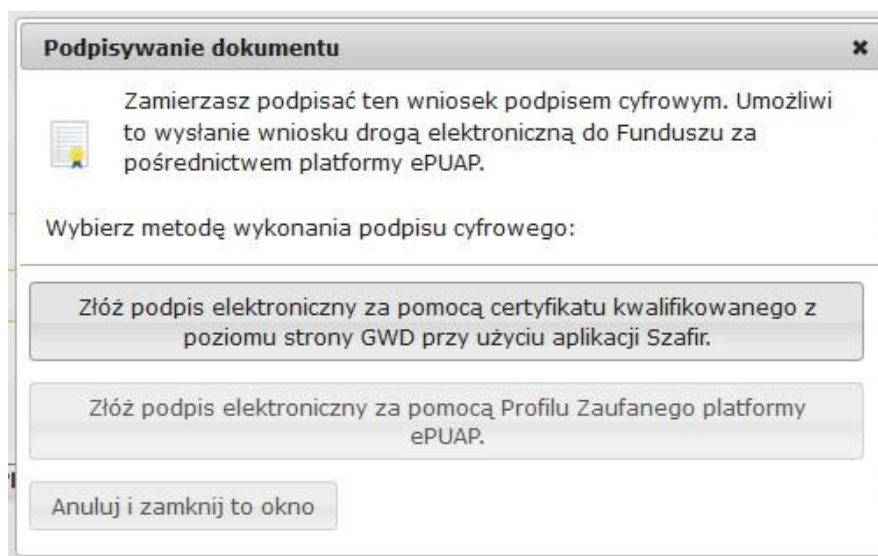 Podpisywanie dokumentu
Zamierzasz podpisać ten wniosek podpisem cyfrowym. Umożliwi
to wysłanie wniosku drogą elektroniczną do Funduszu za
pośrednictwem platformy ePUAP.
Wybierz metodę wykonania podpisu cyfrowego:
Złóż podpis elektroniczny za pomocą certyfikatu kwalifikowanego z
poziomu strony GWD przy użyciu aplikacji Szafir.
Złóż podpis elektroniczny za pomocą Profilu Zaufanego platformy
ePUAP.
Anuluj i zamknij to okno